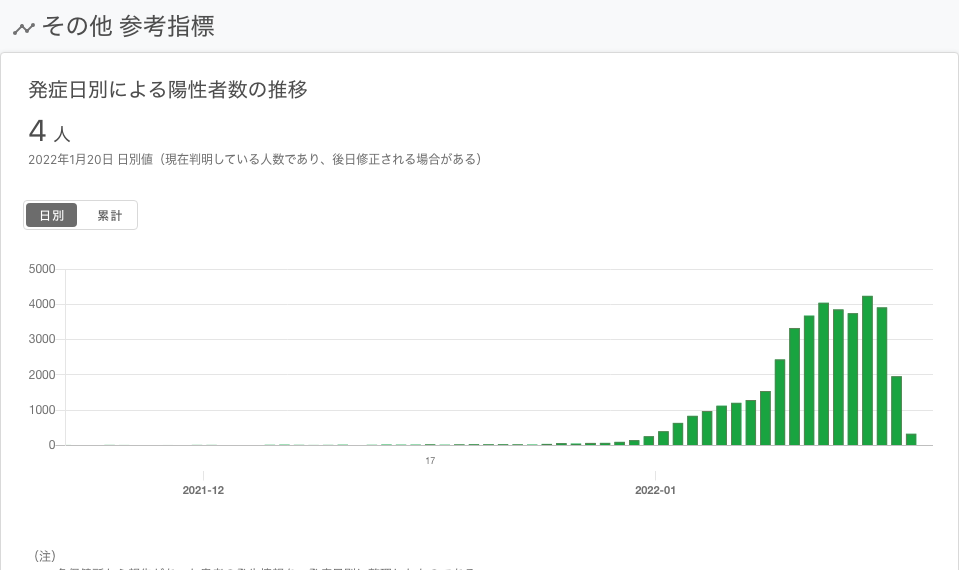 その他 参考指標
発症日別による陽性者数の推移
4 人
2022年1月20日 日別値（現在判明している人数であり、後日修正される場合がある）
日別 累計
5000
4000
3000
2000
1000
0
17
2021-12 2022-01
（注）